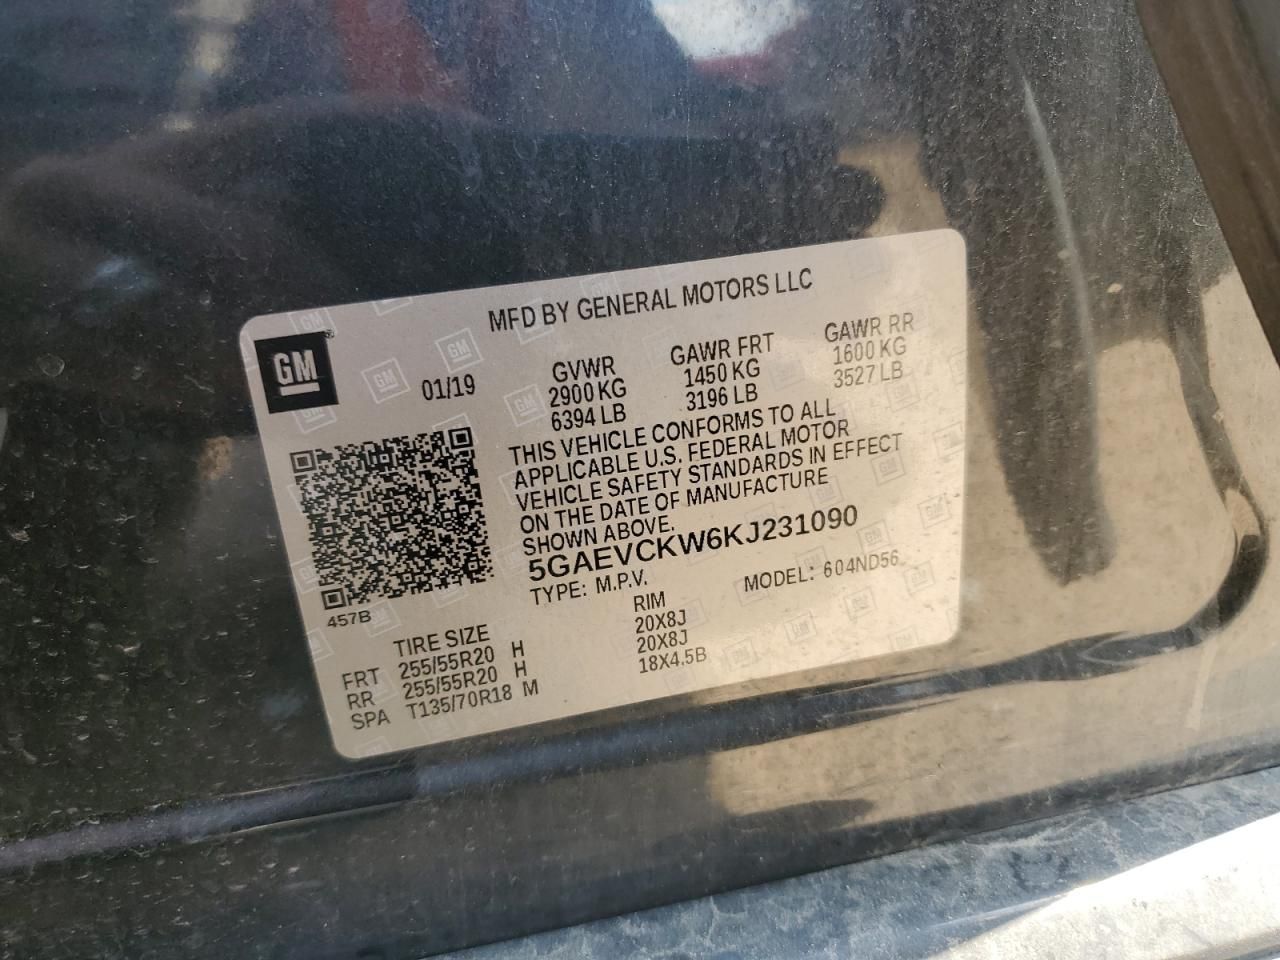 MFD BY GENERAL MOTORS LLC
GM ®
01/19
GVWR GAWR FRT GAWR RR
2900 KG 1450 KG 1600 KG
6394 LB 3196 LB 3527 LB
THIS VEHICLE CONFORMS TO ALL
APPLICABLE U.S. FEDERAL MOTOR
VEHICLE SAFETY STANDARDS IN EFFECT
ON THE DATE OF MANUFACTURE
SHOWN ABOVE.
5GAEVCKW6KJ231090
TYPE: M.P.V. MODEL: 604ND56
457B
TIRE SIZE RIM
FRT 255/55R20 H 20X8J
RR 255/55R20 H 20X8J
SPA T135/70R18 M 18X4.5B